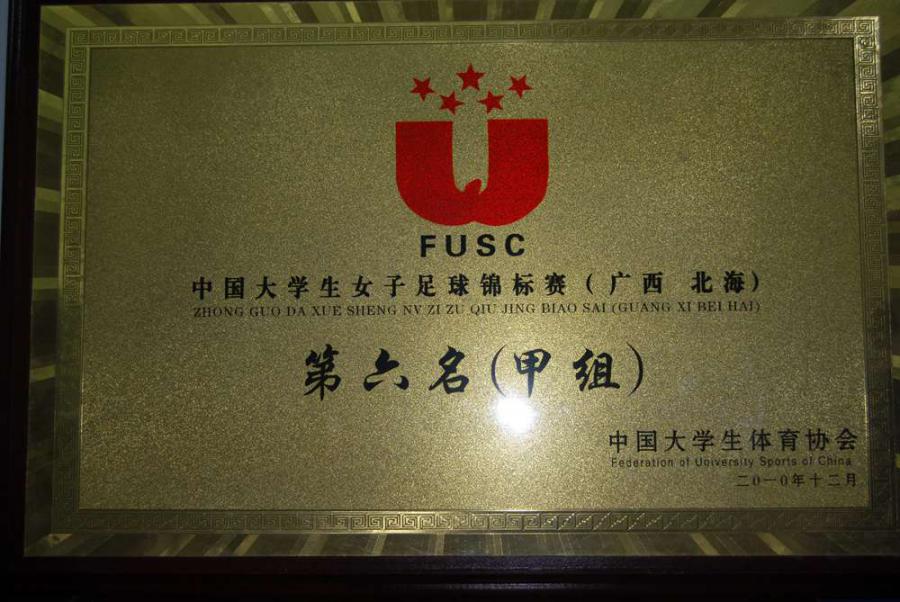 FUSC
中国大学生女子足球锦标赛（广西 北海）
ZHONG GUO DA XUE SHENG NV ZI ZU QIU JING BIAO SAI (GUANG XI BEI HAI)
第六名(甲组)
中国大学生体育协会
Federation of University Sports of China
二0一0年十二月